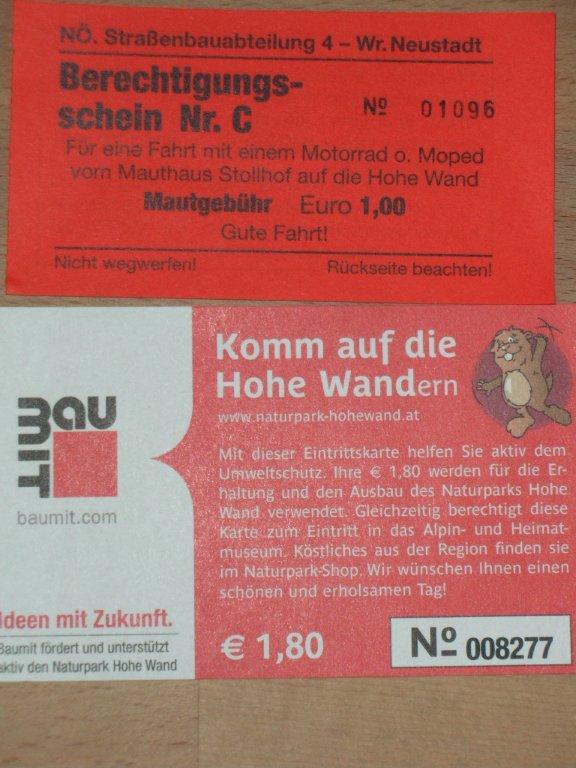 NÖ. Straßenbauabteilung 4 – Wr. Neustadt
Berechtigungs-
schein Nr. C
Nº 01096
Für eine Fahrt mit einem Motorrad o. Moped
vom Mauthaus Stollhof auf die Hohe Wand
Mautgebühr Euro 1,00
Gute Fahrt!
Nicht wegwerfen! Rückseite beachten!
Komm auf die
Hohe Wandern
www.naturpark-hohewand.at
Mit dieser Eintrittskarte helfen Sie aktiv dem
Umweltschutz. Ihre € 1,80 werden für die Er-
haltung und den Ausbau des Naturparks Hohe
Wand verwendet. Gleichzeitig berechtigt diese
Karte zum Eintritt in das Alpin- und Heimat-
museum. Köstliches aus der Region finden sie
im Naturpark-Shop. Wir wünschen Ihnen einen
schönen und erholsamen Tag!
€ 1,80
Nº 008277
bauMIT
baumit.com
Ideen mit Zukunft.
Baumit fördert und unterstützt
aktiv den Naturpark Hohe Wand